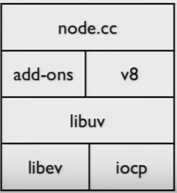 node.cc
add-ons v8
libuv
libev iocp